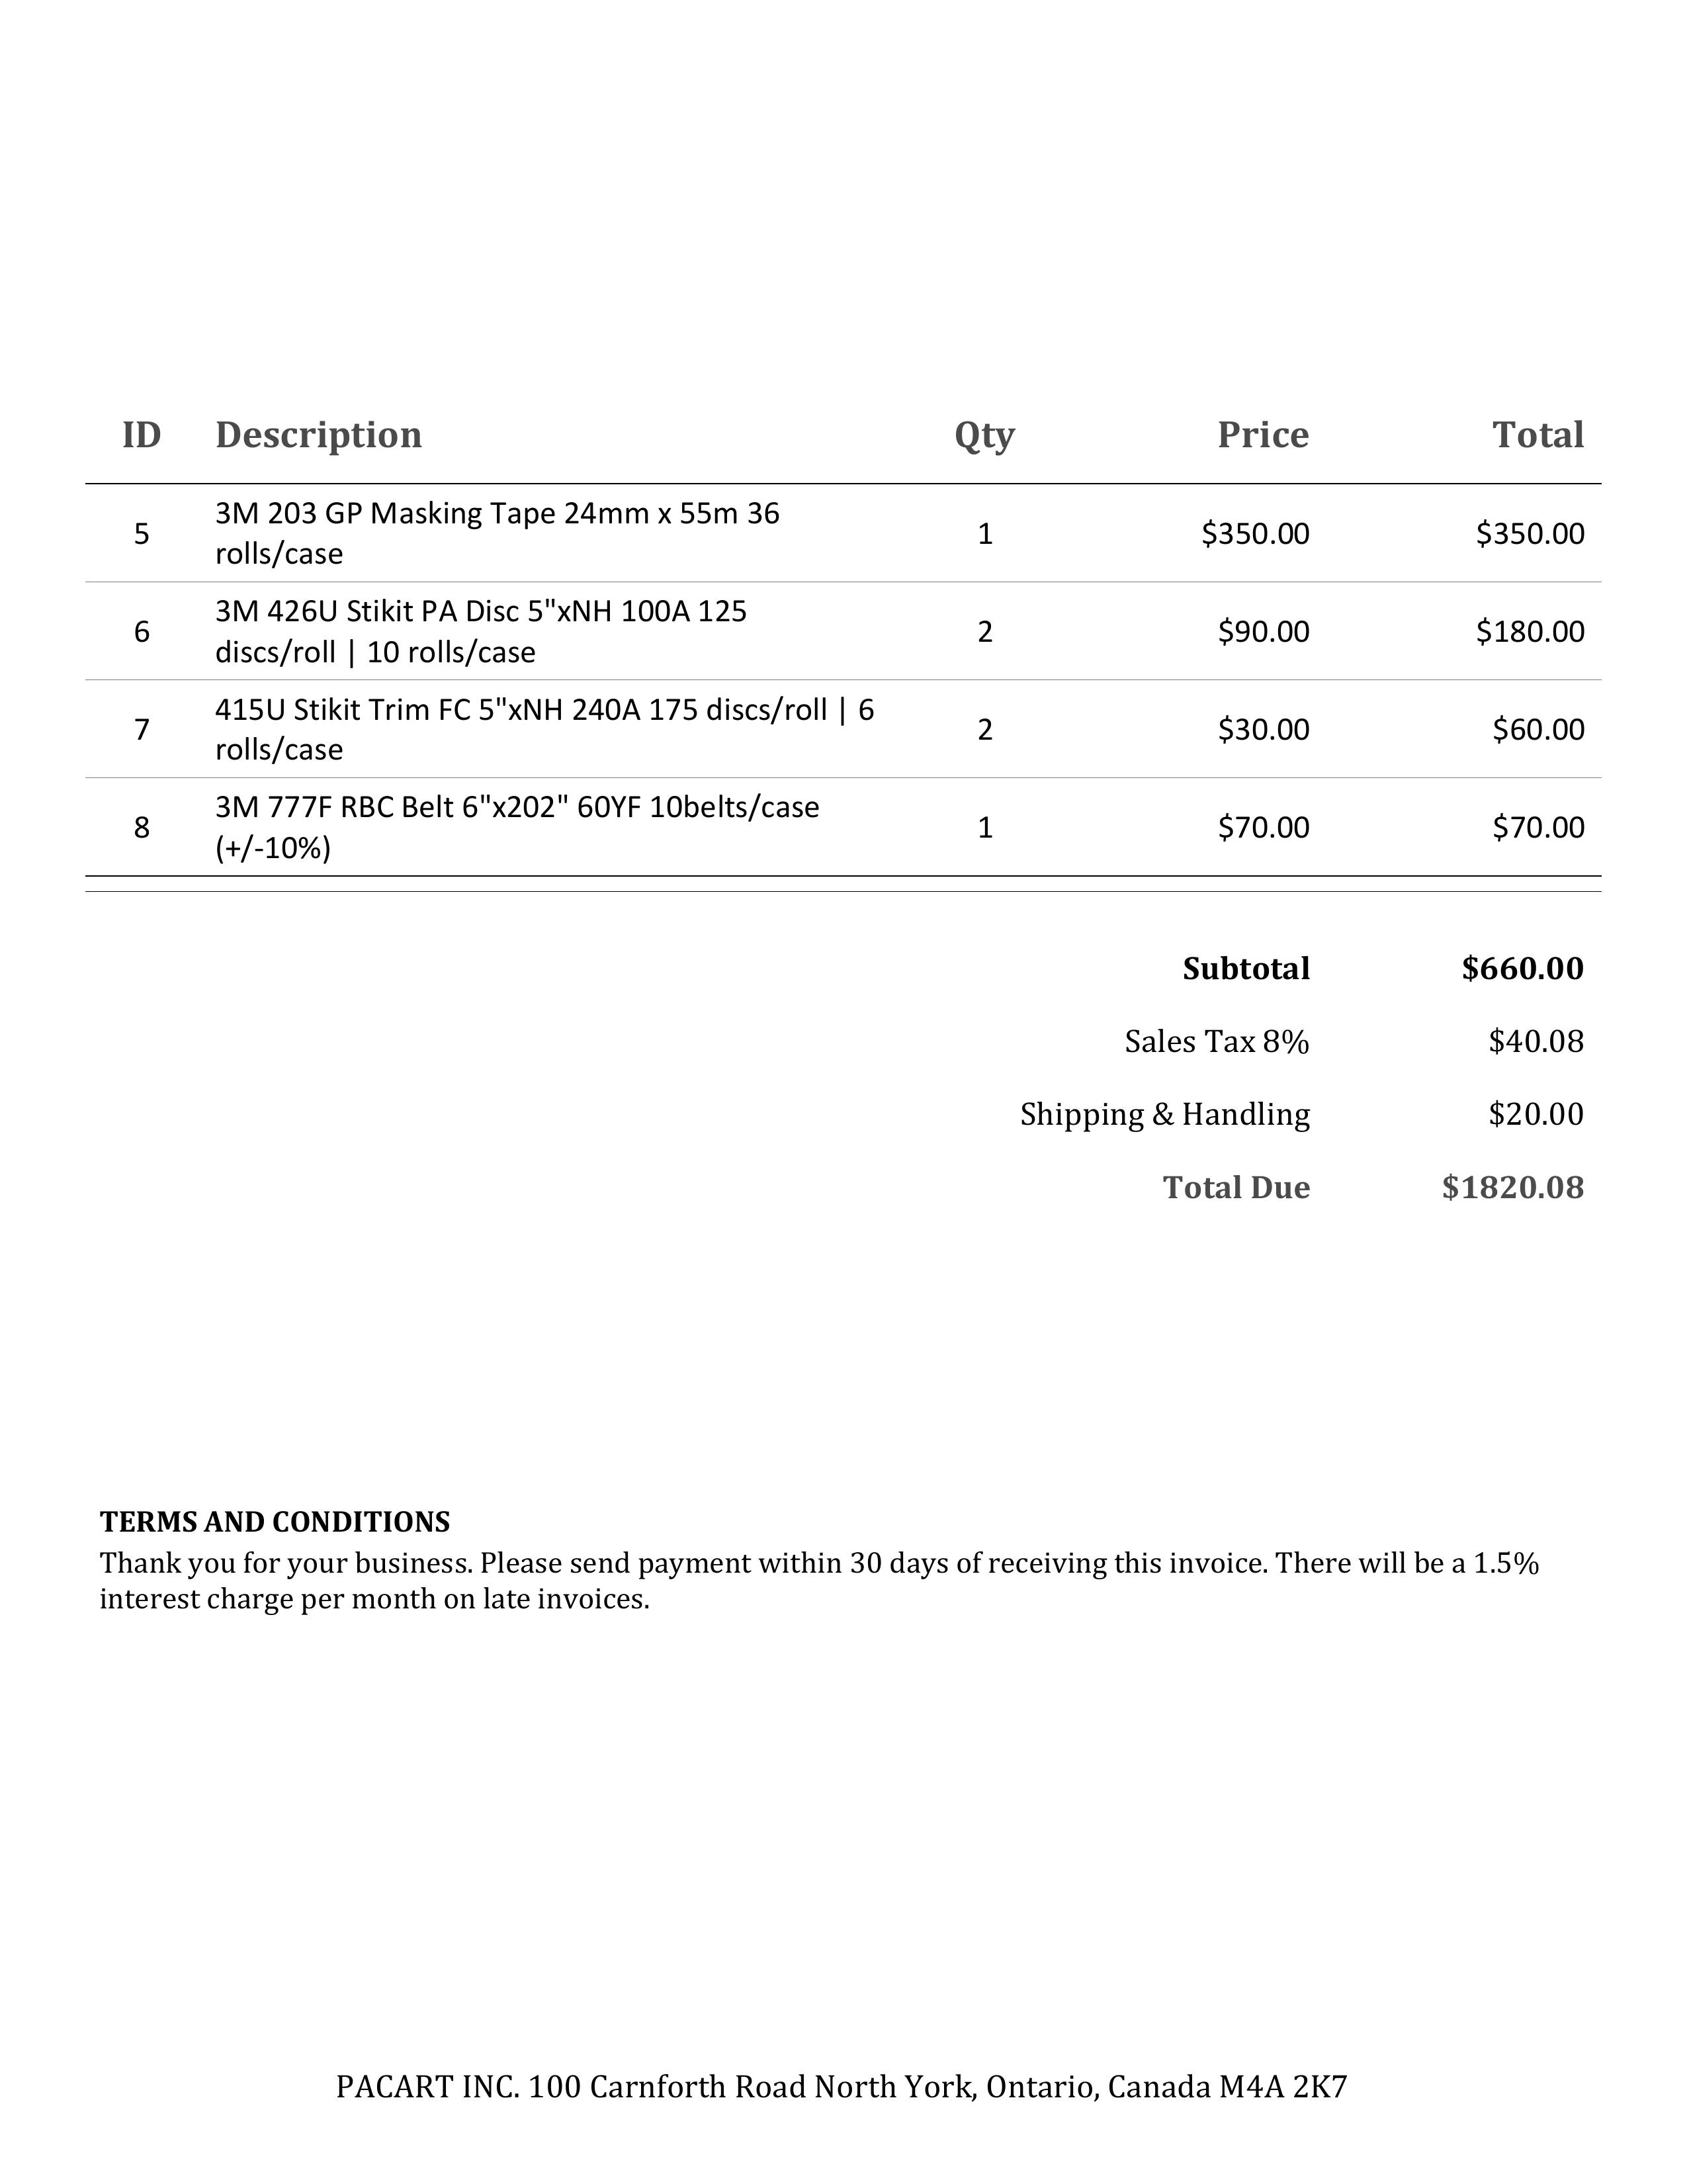 ID Description Qty Price Total
5 3M 203 GP Masking Tape 24mm x 55m 36 1 $350.00 $350.00
rolls/case
6 3M 426U Stikit PA Disc 5"xNH 100A 125 2 $90.00 $180.00
discs/roll | 10 rolls/case
7 415U Stikit Trim FC 5"xNH 240A 175 discs/roll | 6 2 $30.00 $60.00
rolls/case
8 3M 777F RBC Belt 6"x202" 60YF 10belts/case 1 $70.00 $70.00
(+/-10%)
Subtotal $660.00
Sales Tax 8% $40.08
Shipping & Handling $20.00
Total Due $1820.08
TERMS AND CONDITIONS
Thank you for your business. Please send payment within 30 days of receiving this invoice. There will be a 1.5%
interest charge per month on late invoices.
PACART INC. 100 Carnforth Road North York, Ontario, Canada M4A 2K7